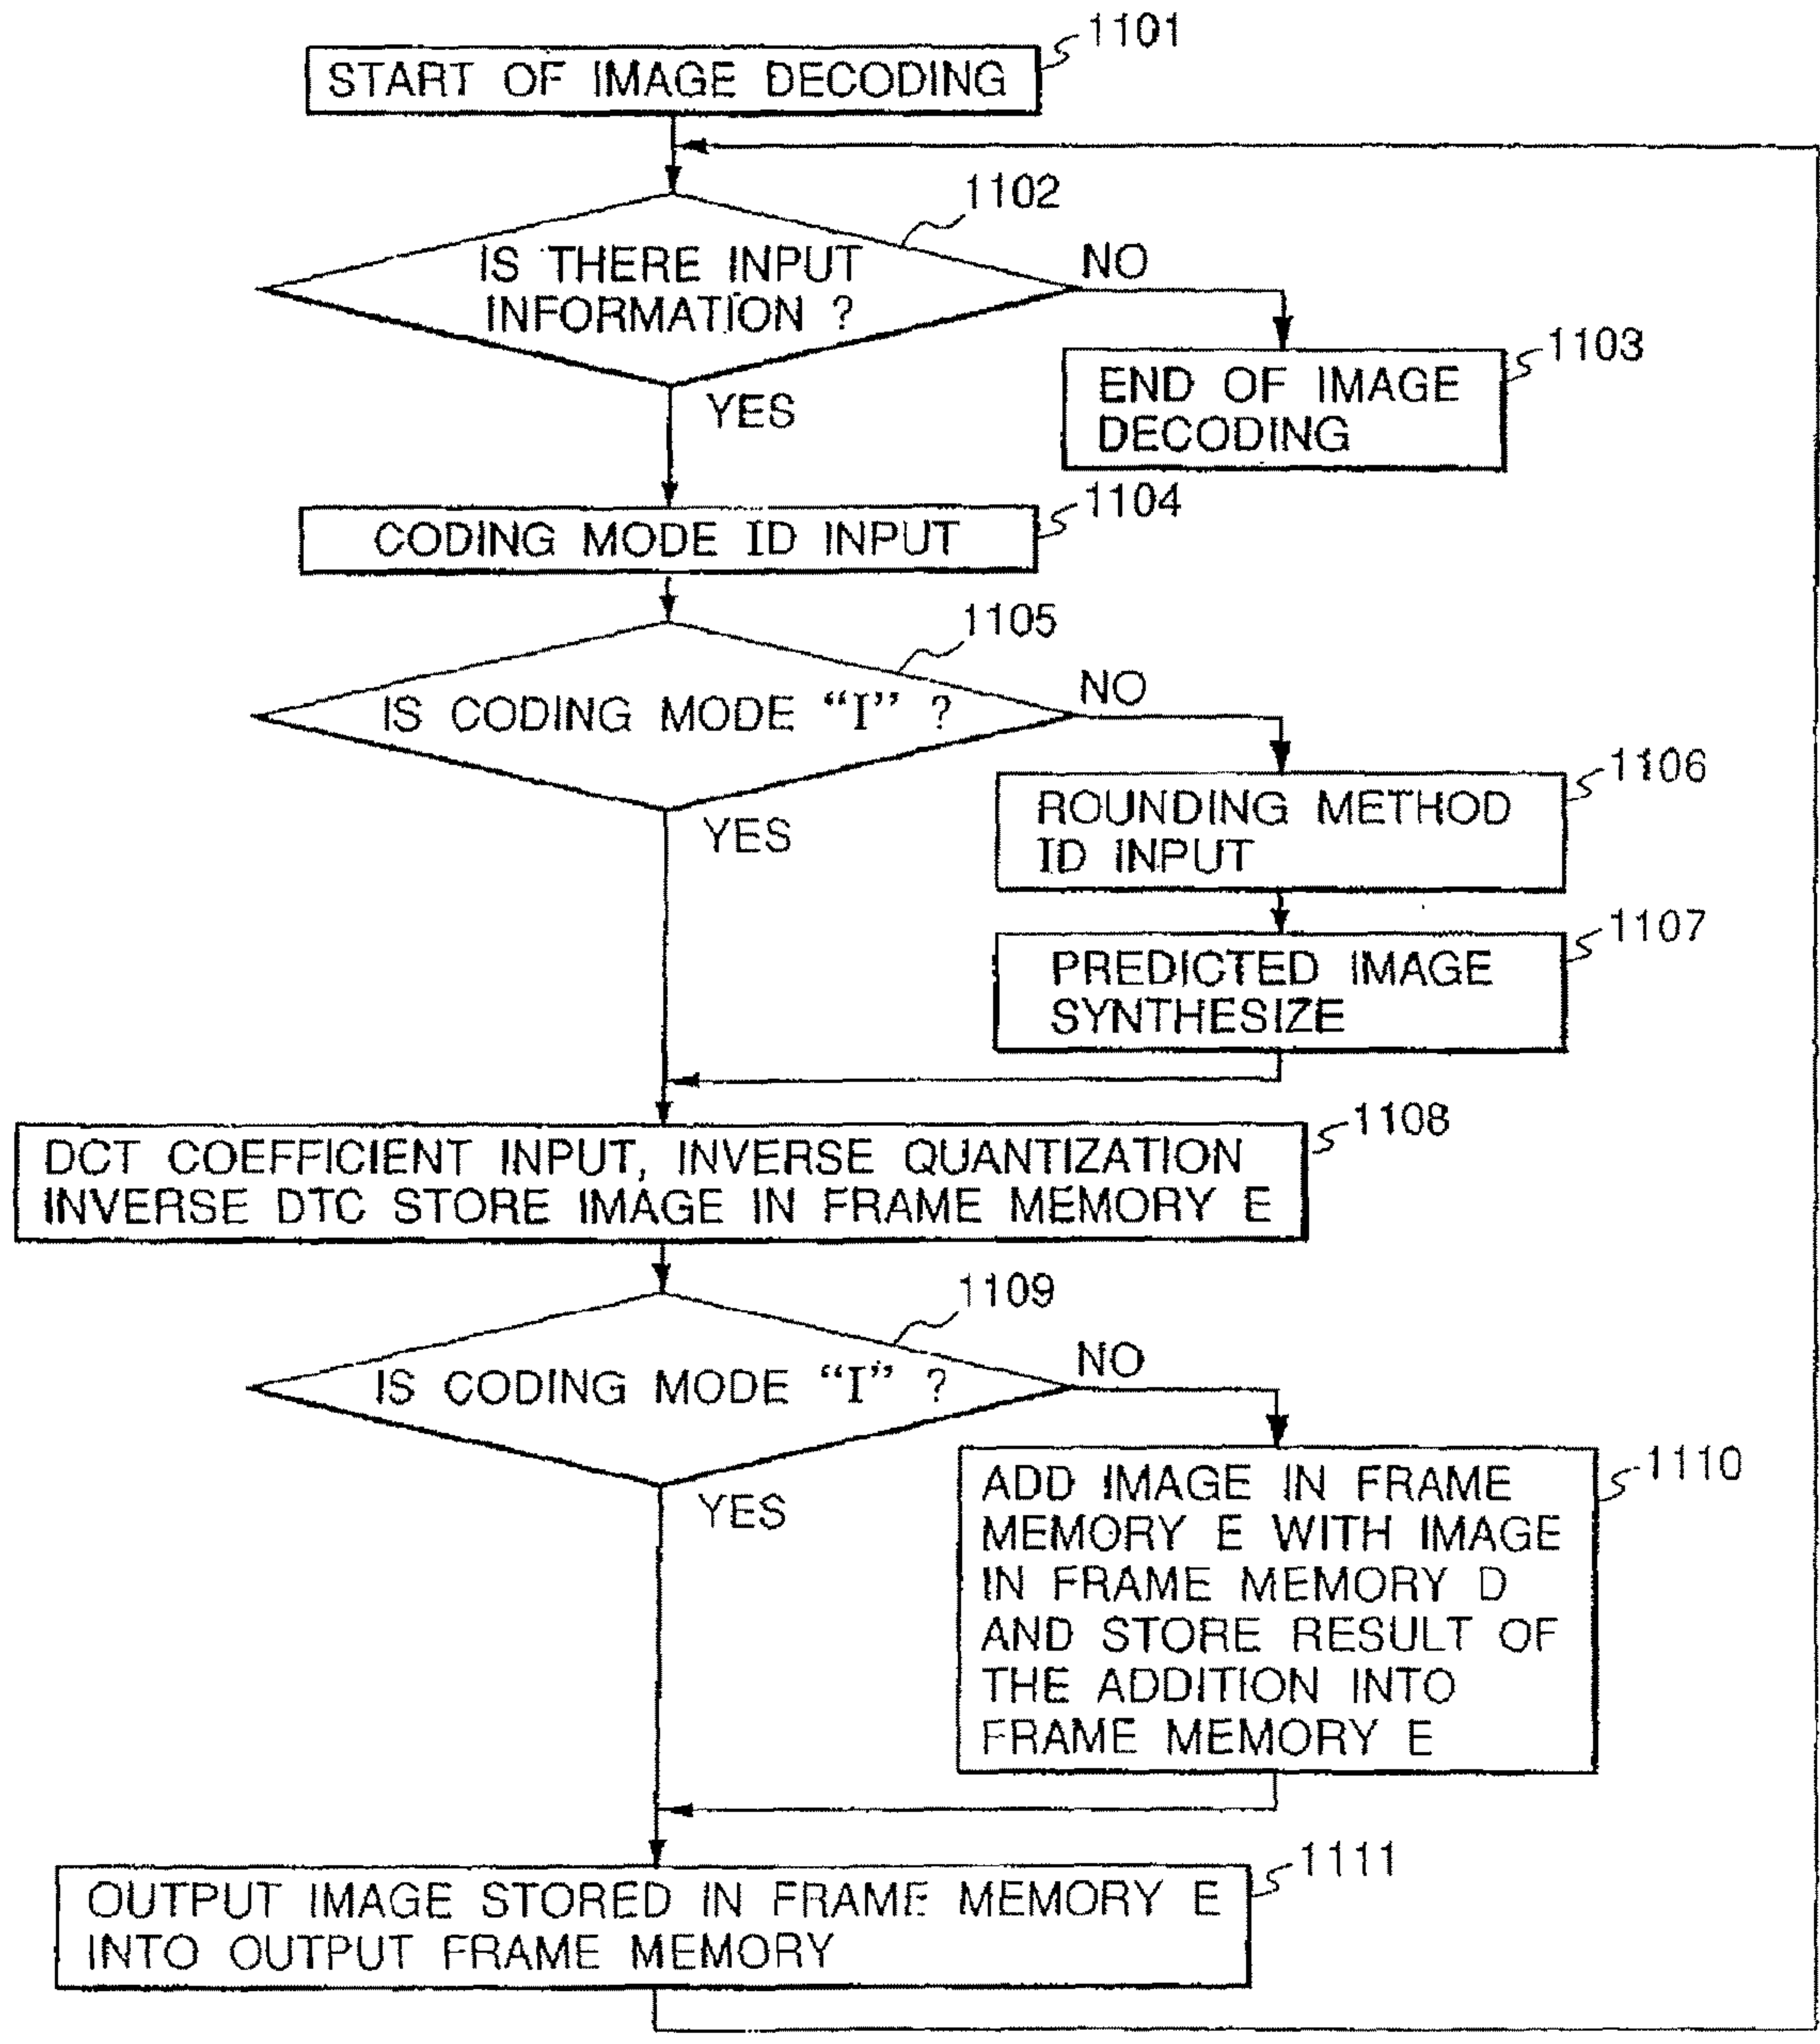 1101
START OF IMAGE DECODING
1102
IS THERE INPUT
INFORMATION ?
NO
YES
1103
END OF IMAGE
DECODING
1104
CODING MODE ID INPUT
1105
IS CODING MODE “I” ?
NO
YES
1106
ROUNDING METHOD
ID INPUT
1107
PREDICTED IMAGE
SYNTHESIZE
1108
DCT COEFFICIENT INPUT, INVERSE QUANTIZATION
INVERSE DTC STORE IMAGE IN FRAME MEMORY E
1109
IS CODING MODE “I” ?
NO
YES
1110
ADD IMAGE IN FRAME
MEMORY E WITH IMAGE
IN FRAME MEMORY D
AND STORE RESULT OF
THE ADDITION INTO
FRAME MEMORY E
1111
OUTPUT IMAGE STORED IN FRAME MEMORY E
INTO OUTPUT FRAME MEMORY